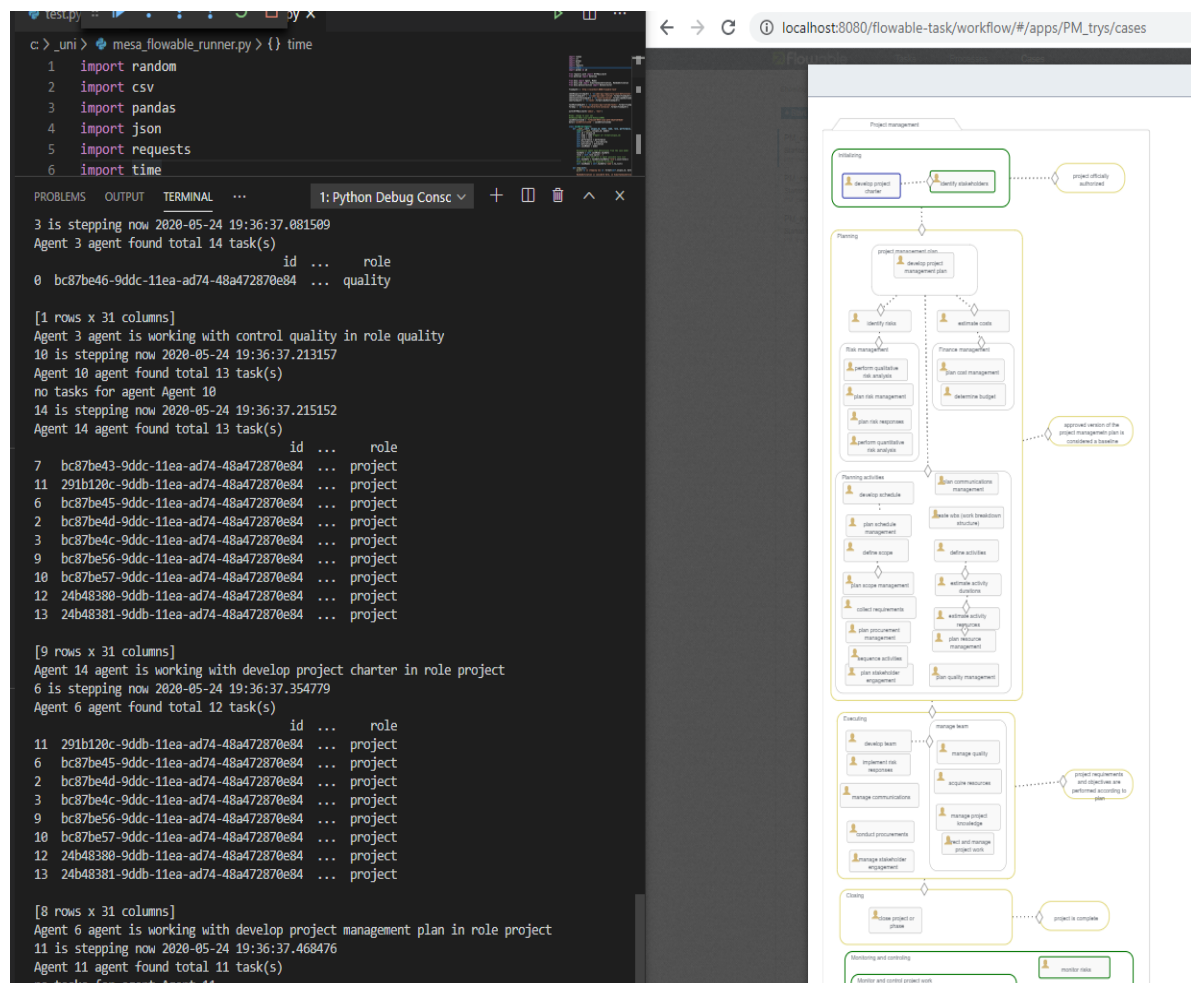 test.py
py ×
c: > _uni > mesa_flowable_runner.py > {} time
1 import random
2 import csv
3 import pandas
4 import json
5 import requests
6 import time
PROBLEMS OUTPUT TERMINAL ··· 1: Python Debug Consc
3 is stepping now 2020-05-24 19:36:37.081509
Agent 3 agent found total 14 task(s)
id ... role
0 bc87be46-9ddc-11ea-ad74-48a472870e84 ... quality
[1 rows x 31 columns]
Agent 3 agent is working with control quality in role quality
10 is stepping now 2020-05-24 19:36:37.213157
Agent 10 agent found total 13 task(s)
no tasks for agent Agent 10
14 is stepping now 2020-05-24 19:36:37.215152
Agent 14 agent found total 13 task(s)
id ... role
7 bc87be43-9ddc-11ea-ad74-48a472870e84 ... project
11 291b120c-9ddb-11ea-ad74-48a472870e84 ... project
6 bc87be45-9ddc-11ea-ad74-48a472870e84 ... project
2 bc87be4d-9ddc-11ea-ad74-48a472870e84 ... project
3 bc87be4c-9ddc-11ea-ad74-48a472870e84 ... project
9 bc87be56-9ddc-11ea-ad74-48a472870e84 ... project
10 bc87be57-9ddc-11ea-ad74-48a472870e84 ... project
12 24b48380-9ddb-11ea-ad74-48a472870e84 ... project
13 24b48381-9ddb-11ea-ad74-48a472870e84 ... project
[9 rows x 31 columns]
Agent 14 agent is working with develop project charter in role project
6 is stepping now 2020-05-24 19:36:37.354779
Agent 6 agent found total 12 task(s)
id ... role
11 291b120c-9ddb-11ea-ad74-48a472870e84 ... project
6 bc87be45-9ddc-11ea-ad74-48a472870e84 ... project
2 bc87be4d-9ddc-11ea-ad74-48a472870e84 ... project
3 bc87be4c-9ddc-11ea-ad74-48a472870e84 ... project
9 bc87be56-9ddc-11ea-ad74-48a472870e84 ... project
10 bc87be57-9ddc-11ea-ad74-48a472870e84 ... project
12 24b48380-9ddb-11ea-ad74-48a472870e84 ... project
13 24b48381-9ddb-11ea-ad74-48a472870e84 ... project
[8 rows x 31 columns]
Agent 6 agent is working with develop project management plan in role project
11 is stepping now 2020-05-24 19:36:37.468476
Agent 11 agent found total 11 task(s)
no tasks for agent Agent 11
localhost:8080/flowable-task/workflow/#/apps/PM_trys/cases
Project management
Initializing
develop project
charter
identify stakeholders
project officially
authorized
Planning
project management plan
develop project
management plan
identify risks
estimate costs
Risk management
perform qualitative
risk analysis
plan risk management
plan risk responses
perform quantitative
risk analysis
Finance management
plan cost management
determine budget
approved version of the
project managemetn plan is
considered a baseline
Planning activities
develop schedule
plan schedule
management
define scope
plan scope management
collect requirements
plan procurement
management
sequence activities
plan stakeholder
engagement
plan communications
management
wbs (work breakdown
structure)
define activities
estimate activity
durations
estimate activity
resources
plan resource
management
plan quality management
Executing
develop team
implement risk
responses
manage communications
conduct procurements
manage stakeholder
engagement
manage team
manage quality
acquire resources
manage project
knowledge
direct and manage
project work
project requirements
and objectives are
performed according to
plan
Closing
close project or
phase
project is complete
Monitoring and controling
monitor risks
Monitor and control project work